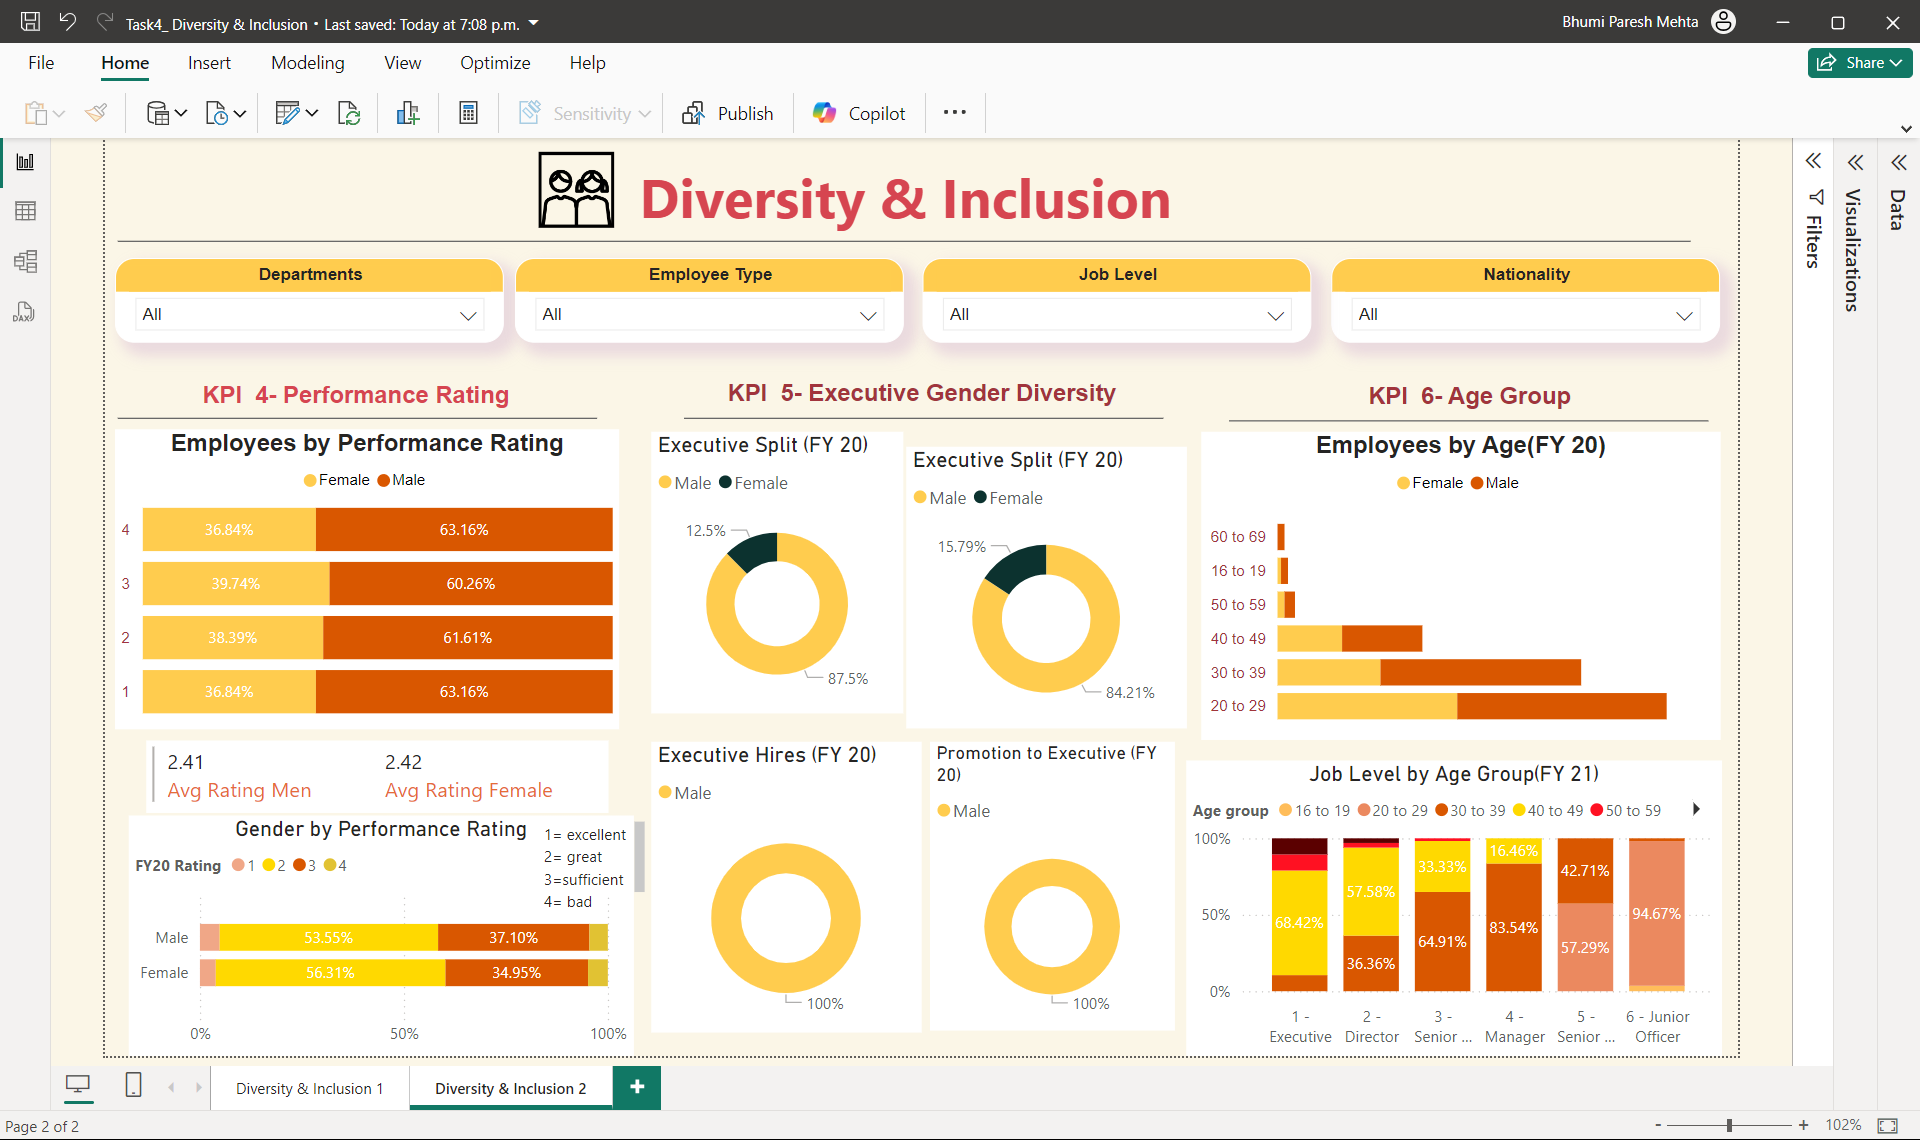 Task4_ Diversity & Inclusion • Last saved: Today at 7:08 p.m.
Bhumi Paresh Mehta
File Home Insert Modeling View Optimize Help
Share
Sensitivity
Publish
Copilot
DAX
Diversity & Inclusion
Departments
All
Employee Type
All
Job Level
All
Nationality
All
KPI 4- Performance Rating
Employees by Performance Rating
Female Male
4 36.84% 63.16%
3 39.74% 60.26%
2 38.39% 61.61%
1 36.84% 63.16%
2.41
Avg Rating Men
2.42
Avg Rating Female
Gender by Performance Rating
1= excellent
2= great
3=sufficient
4= bad
FY20 Rating 1 2 3 4
Male 53.55% 37.10%
Female 56.31% 34.95%
0% 50% 100%
KPI 5- Executive Gender Diversity
Executive Split (FY 20)
Male Female
12.5%
87.5%
Executive Split (FY 20)
Male Female
15.79%
84.21%
Executive Hires (FY 20)
Male
100%
Promotion to Executive (FY
20)
Male
100%
KPI 6- Age Group
Employees by Age(FY 20)
Female Male
60 to 69
16 to 19
50 to 59
40 to 49
30 to 39
20 to 29
Job Level by Age Group(FY 21)
Age group 16 to 19 20 to 29 30 to 39 40 to 49 50 to 59
100%
50%
0%
68.42%
57.58%
36.36%
33.33%
64.91%
16.46%
83.54%
42.71%
57.29%
94.67%
1 -
Executive
2 -
Director
3 -
Senior ...
4 -
Manager
5 -
Senior ...
6 - Junior
Officer
Filters
Visualizations
Data
Diversity & Inclusion 1
Diversity & Inclusion 2
Page 2 of 2
102%